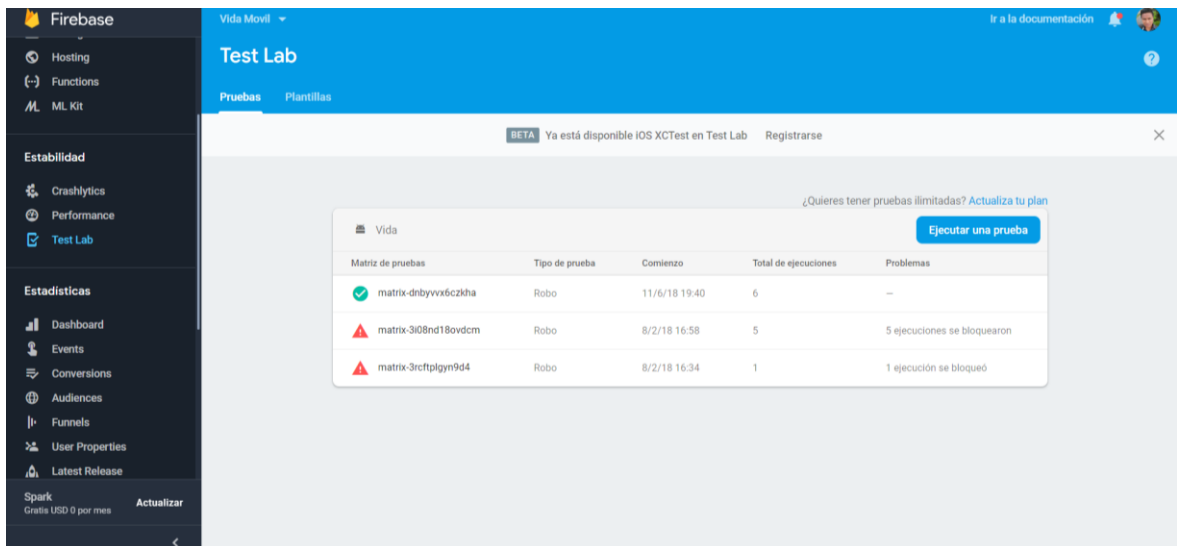 Firebase
Hosting
Functions
ML Kit
Estabilidad
Crashlytics
Performance
Test Lab
Estadísticas
Dashboard
Events
Conversions
Audiences
Funnels
User Properties
Latest Release
Spark
Gratis USD 0 por mes
Actualizar
Vida Movil
Ir a la documentación
Test Lab
Pruebas Plantillas
BETA Ya está disponible iOS XCTest en Test Lab Registrarse
¿Quieres tener pruebas ilimitadas? Actualiza tu plan
Vida
Ejecutar una prueba
Matriz de pruebas Tipo de prueba Comienzo Total de ejecuciones Problemas
matrix-dnbyvvx6czkha Robo 11/6/18 19:40 6 —
matrix-3i08nd18ovdcm Robo 8/2/18 16:58 5 5 ejecuciones se bloquearon
matrix-3rcftplgyn9d4 Robo 8/2/18 16:34 1 1 ejecución se bloqueó